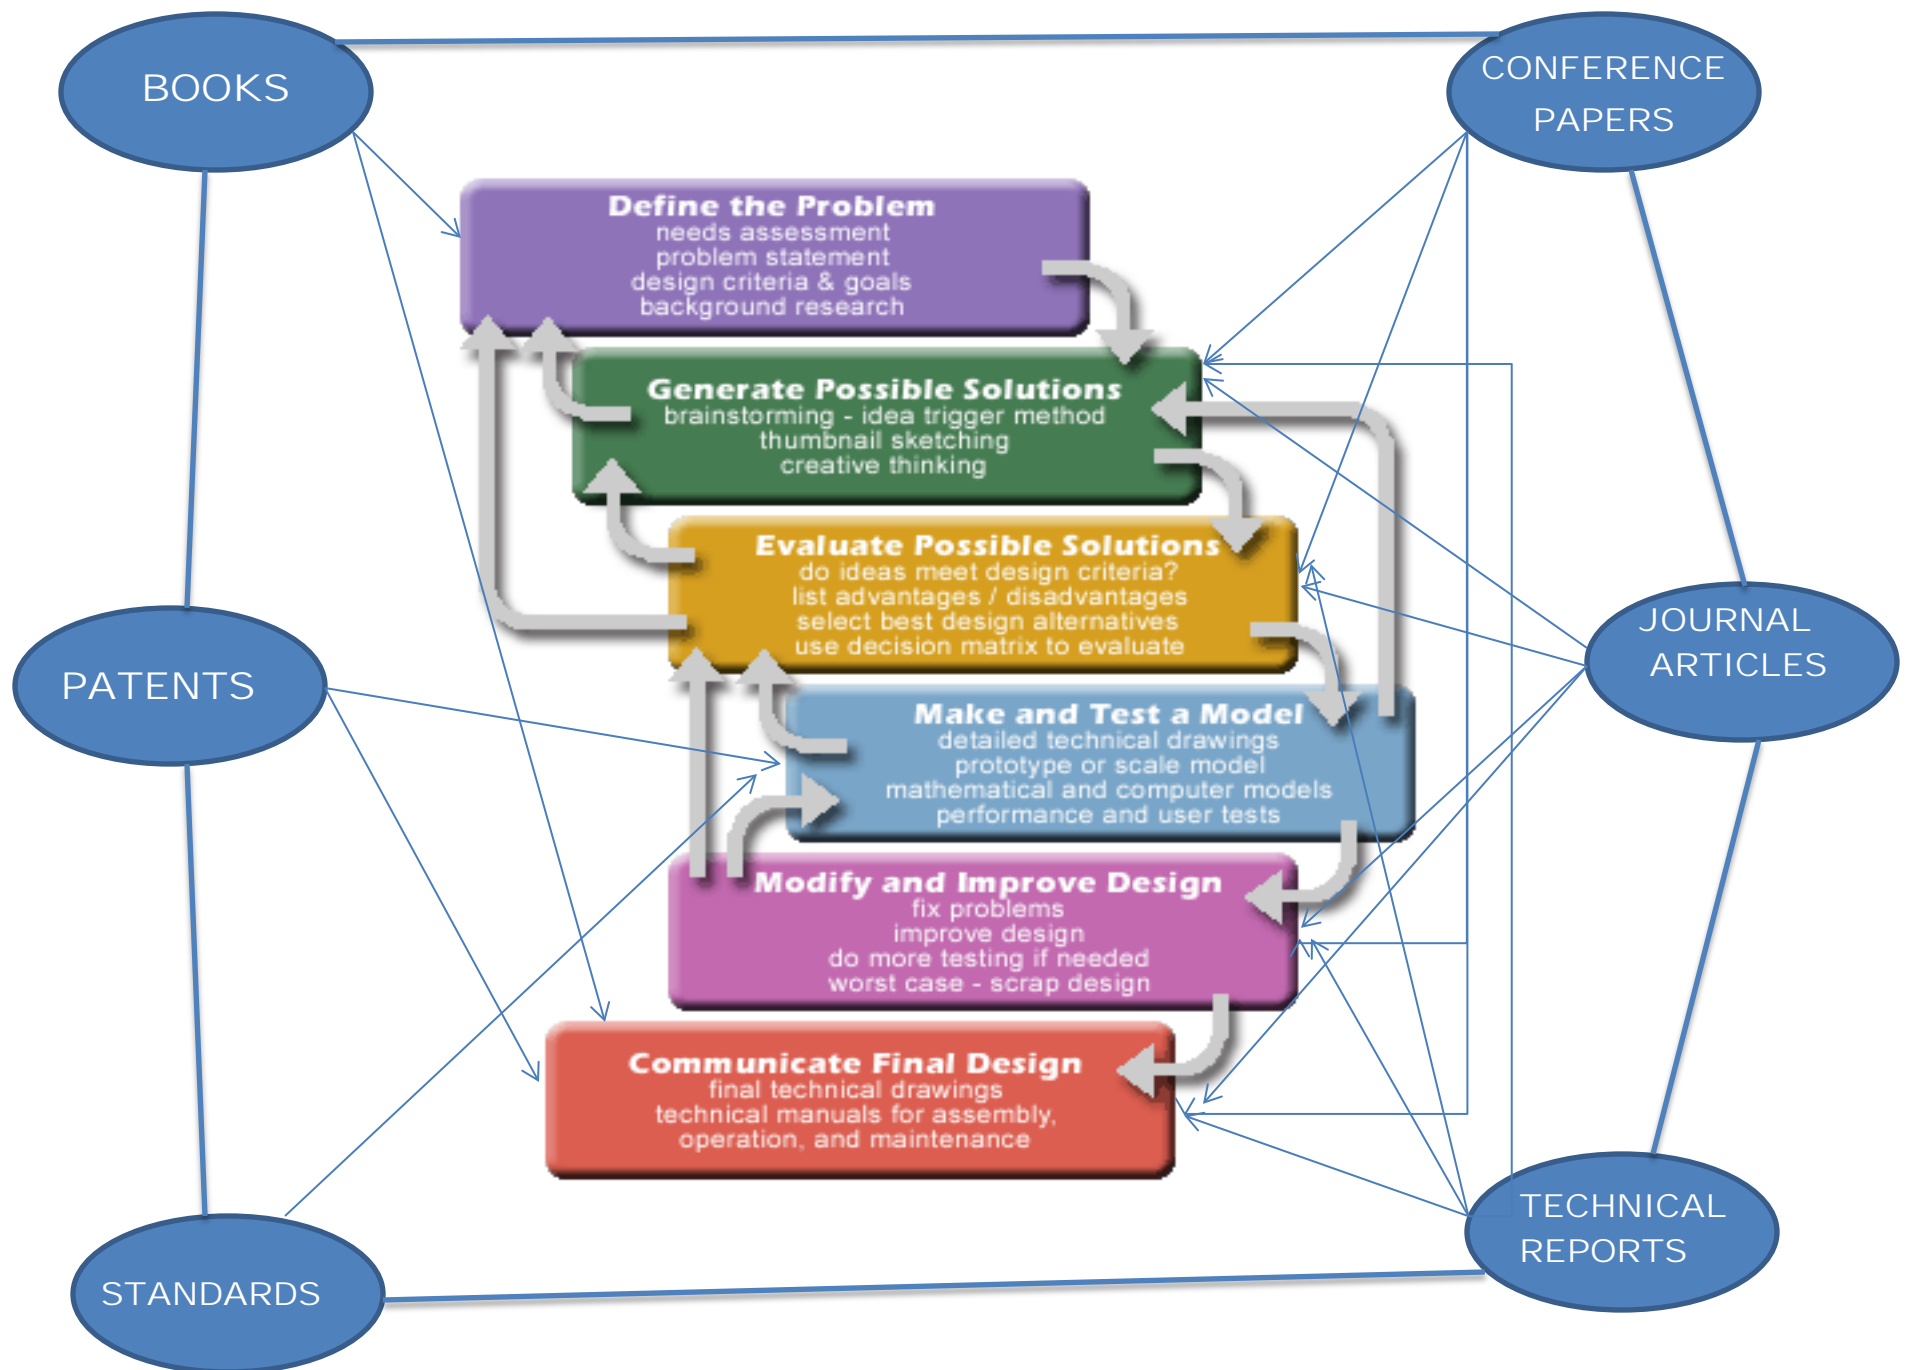 BOOKS
CONFERENCE
PAPERS
Define the Problem
needs assessment
problem statement
design criteria & goals
background research
Generate Possible Solutions
brainstorming - idea trigger method
thumbnail sketching
creative thinking
Evaluate Possible Solutions
do ideas meet design criteria?
list advantages / disadvantages
select best design alternatives
use decision matrix to evaluate
JOURNAL
ARTICLES
PATENTS
Make and Test a Model
detailed technical drawings
prototype or scale model
mathematical and computer models
performance and user tests
Modify and Improve Design
fix problems
improve design
do more testing if needed
worst case - scrap design
Communicate Final Design
final technical drawings
technical manuals for assembly,
operation, and maintenance
TECHNICAL
REPORTS
STANDARDS